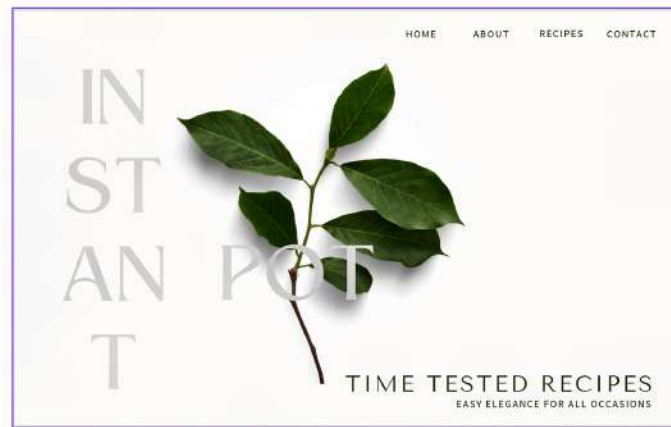 HOME ABOUT RECIPES CONTACT
IN
ST
AN POT
T
TIME TESTED RECIPES
EASY ELEGANCE FOR ALL OCCASIONS